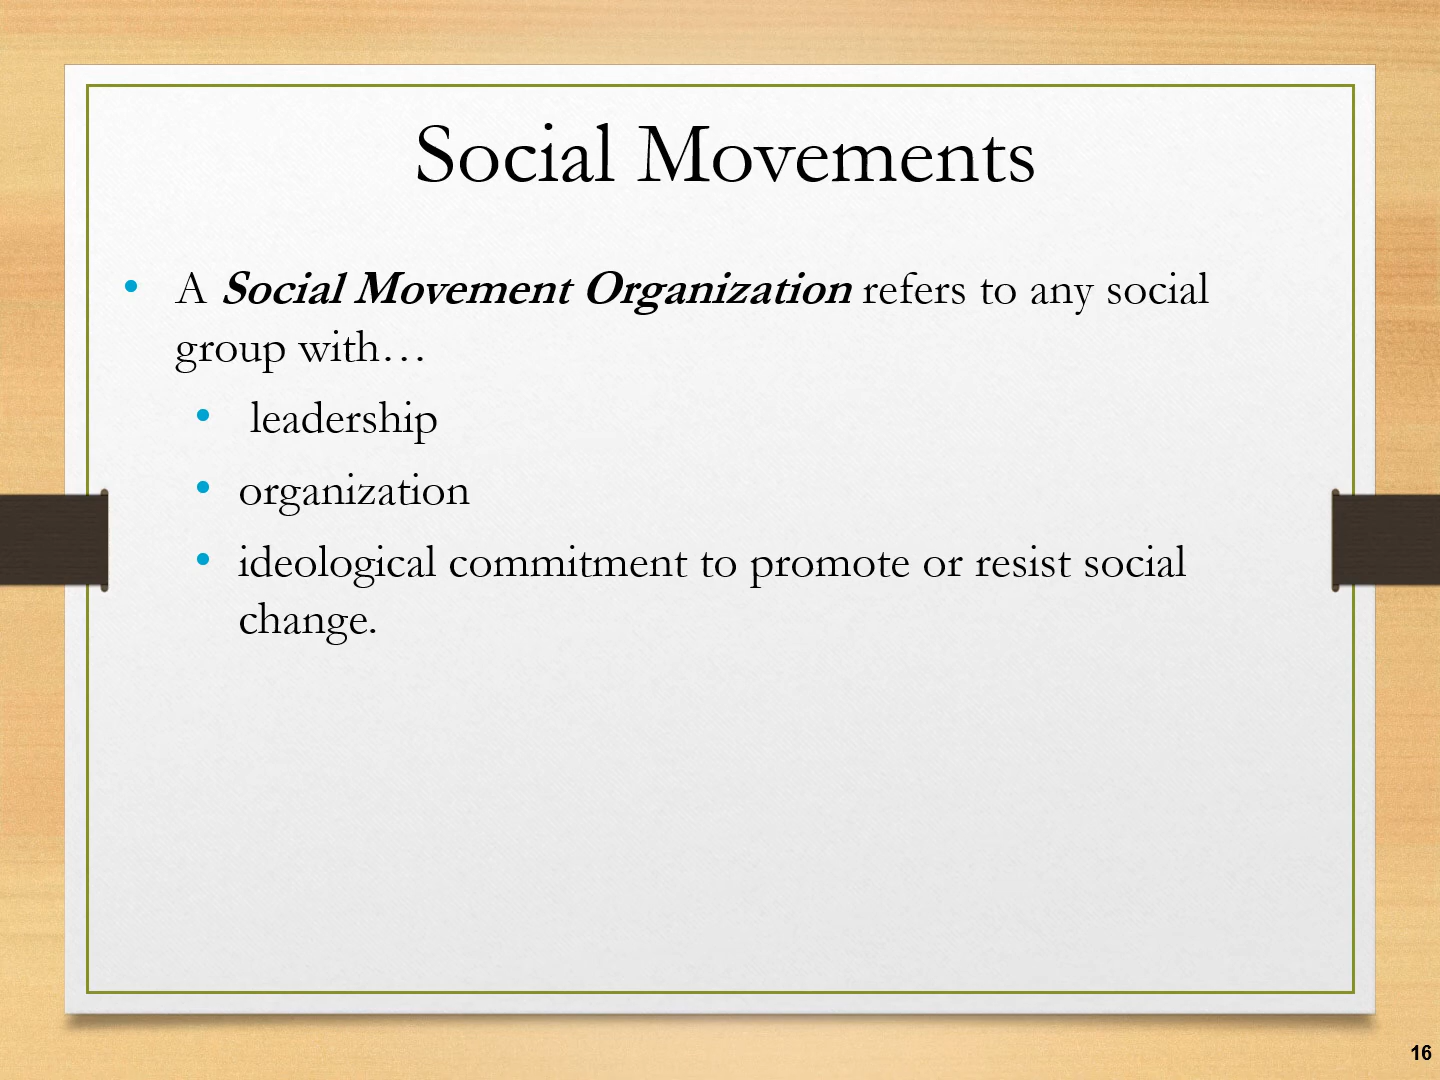 Social Movements
• A Social Movement Organization refers to any social
group with…
• leadership
• organization
• ideological commitment to promote or resist social
change.
16